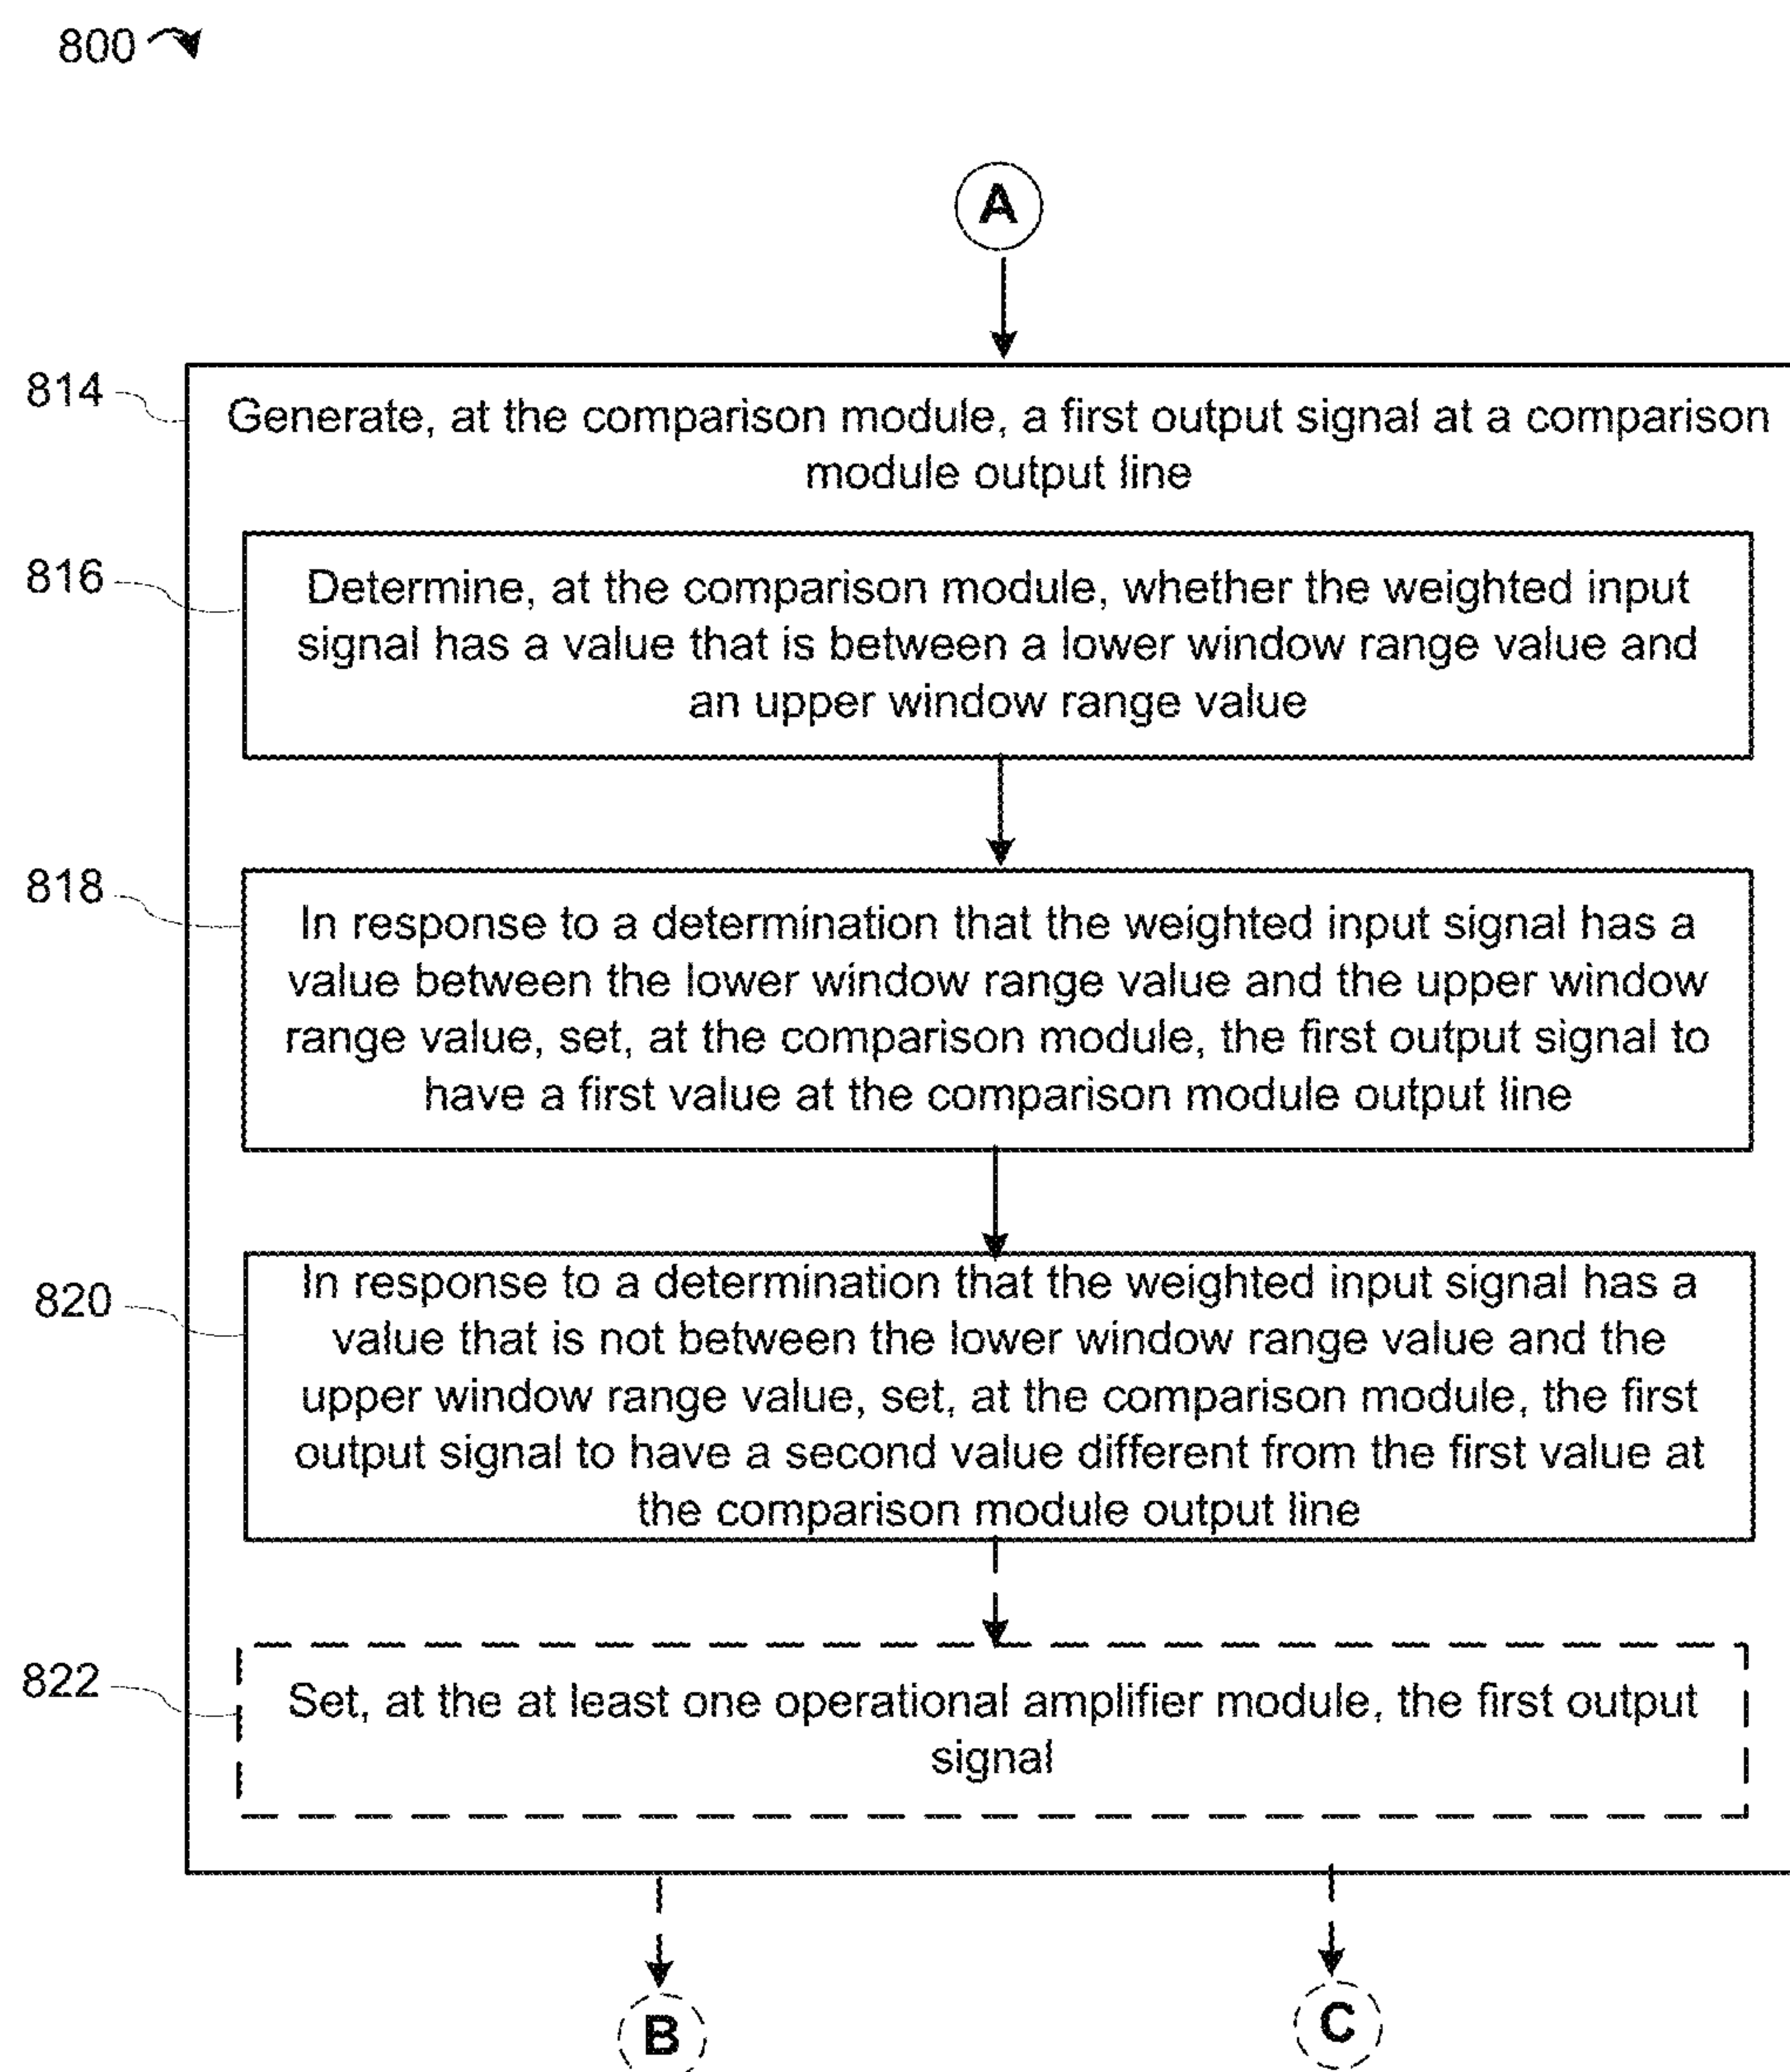 800
A
814
Generate, at the comparison module, a first output signal at a comparison
module output line
816
Determine, at the comparison module, whether the weighted input
signal has a value that is between a lower window range value and
an upper window range value
818
In response to a determination that the weighted input signal has a
value between the lower window range value and the upper window
range value, set, at the comparison module, the first output signal to
have a first value at the comparison module output line
820
In response to a determination that the weighted input signal has a
value that is not between the lower window range value and the
upper window range value, set, at the comparison module, the first
output signal to have a second value different from the first value at
the comparison module output line
822
Set, at the at least one operational amplifier module, the first output
signal
B
C